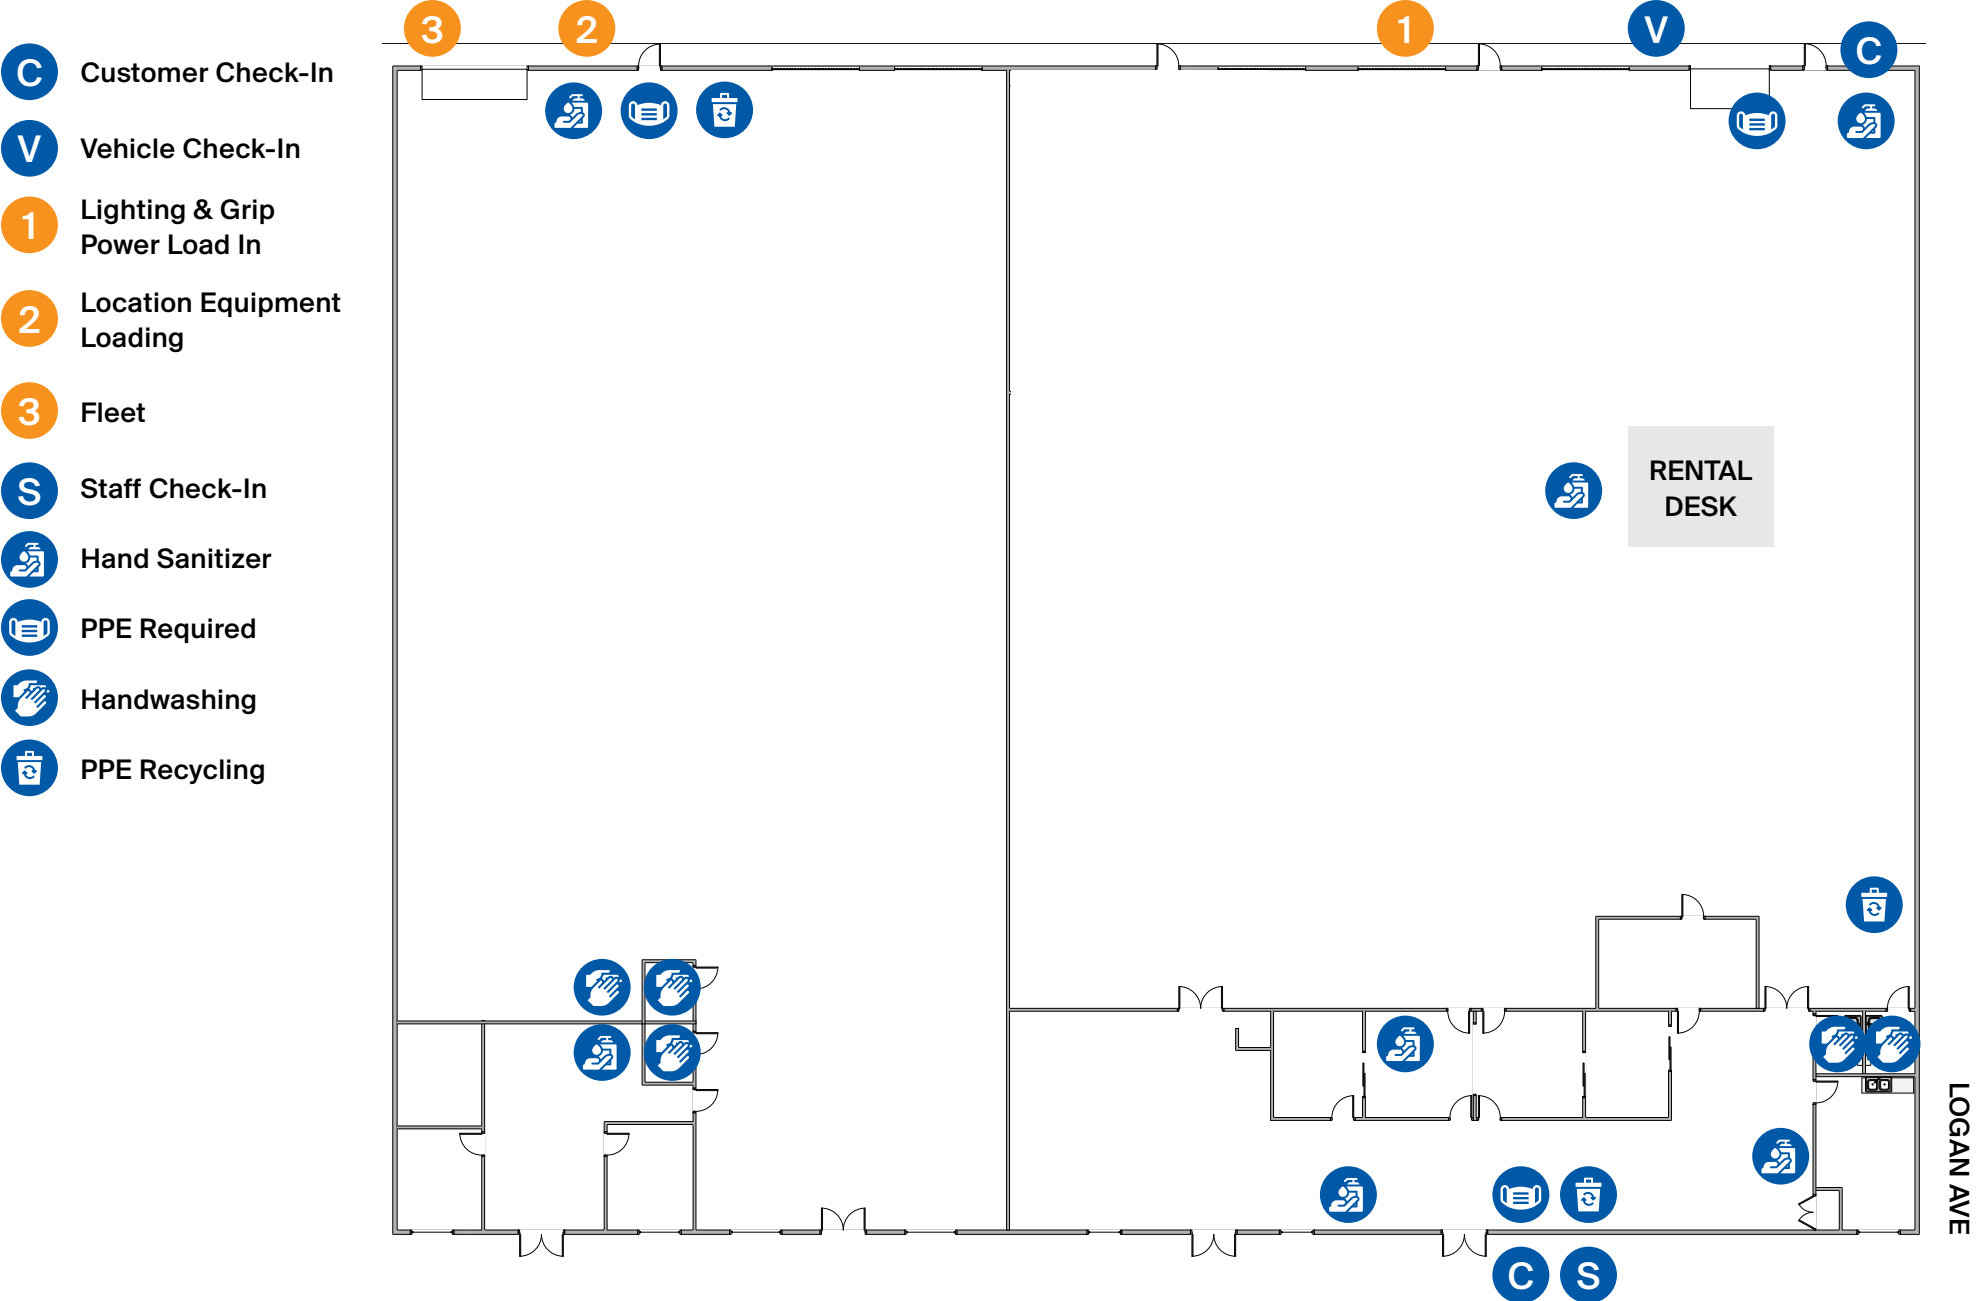 3
2
1
V
C
C
Customer Check-In
V
Vehicle Check-In
1
Lighting & Grip
Power Load In
2
Location Equipment
Loading
3
Fleet
S
Staff Check-In
Hand Sanitizer
PPE Required
Handwashing
PPE Recycling
RENTAL
DESK
LOGAN AVE
C
S